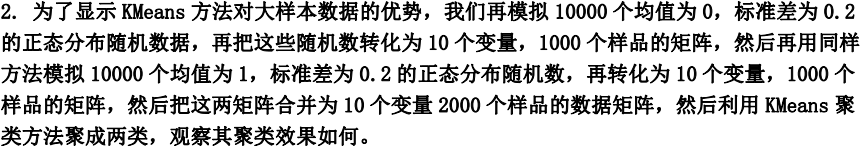 2. 为了显示 KMeans 方法对大样本数据的优势，我们再模拟 10000 个均值为 0，标准差为 0.2
的正态分布随机数据，再把这些随机数转化为 10 个变量，1000 个样品的矩阵，然后再用同样
方法模拟 10000 个均值为 1，标准差为 0.2 的正态分布随机数，再转化为 10 个变量，1000 个
样品的矩阵，然后把这两矩阵合并为 10 个变量 2000 个样品的数据矩阵，然后利用 KMeans 聚
类方法聚成两类，观察其聚类效果如何。